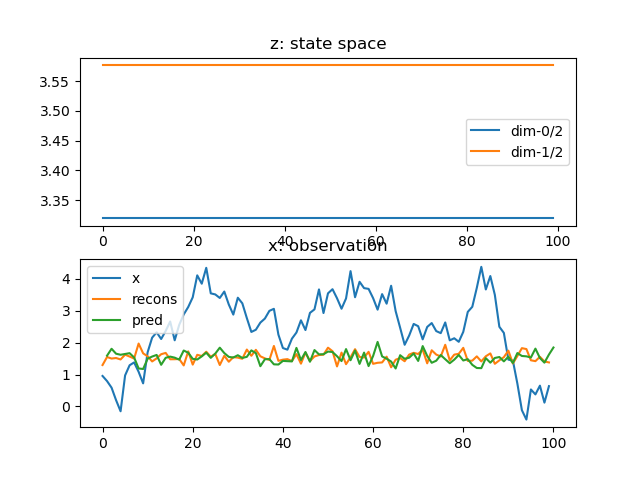 z: state space
3.55
3.50
3.45
3.40
3.35
dim-0/2
dim-1/2
0 20 40 60 80 100
x: observation
4
3
2
1
0
x
recons
pred
0 20 40 60 80 100